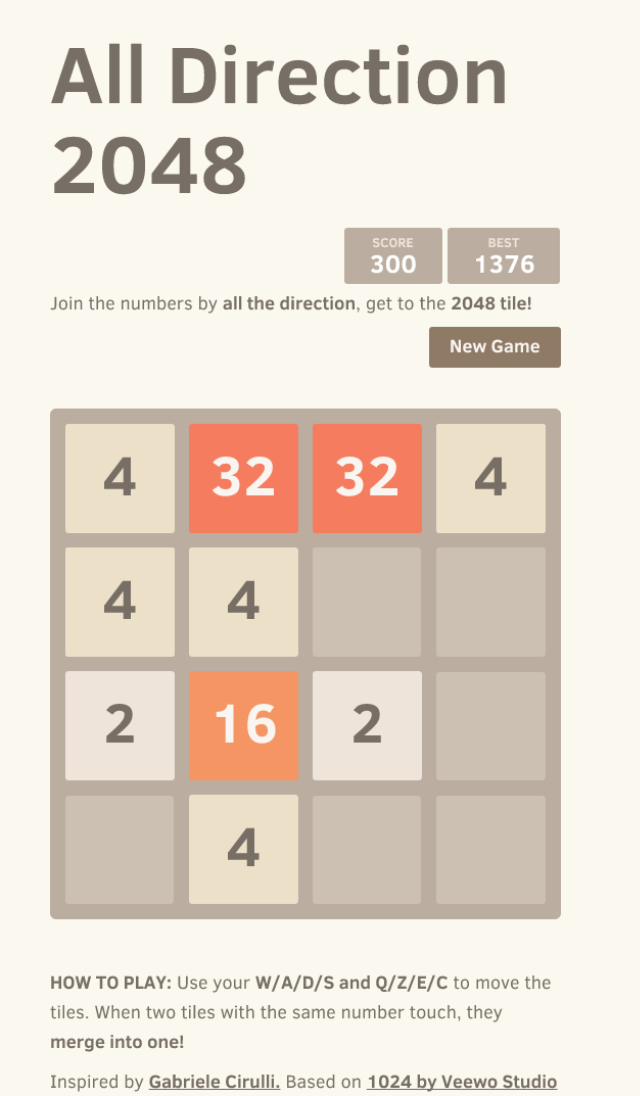 All Direction
2048
SCORE BEST
300 1376
Join the numbers by all the direction, get to the 2048 tile!
New Game
4 32 32 4
4 4
2 16 2
4
HOW TO PLAY: Use your W/A/D/S and Q/Z/E/C to move the
tiles. When two tiles with the same number touch, they
merge into one!
Inspired by Gabriele Cirulli. Based on 1024 by Veewo Studio